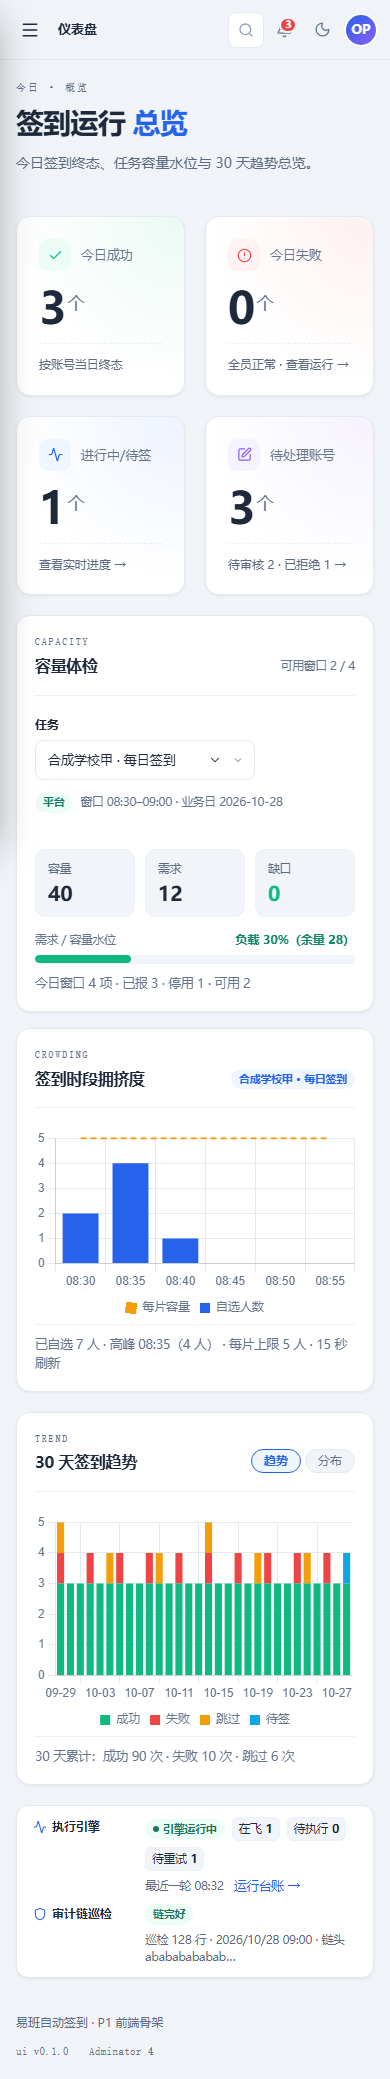 仪表盘
3
OP
今日 · 概览
签到运行 总览
今日签到终态、任务容量水位与 30 天趋势总览。
今日成功
3个
按账号当日终态
今日失败
0个
全员正常 · 查看运行 →
进行中/待签
1个
查看实时进度 →
待处理账号
3个
待审核 2 · 已拒绝 1 →
CAPACITY
容量体检
可用窗口 2 / 4
任务
合成学校甲 · 每日签到
平台 窗口 08:30–09:00 · 业务日 2026-10-28
容量
40
需求
12
缺口
0
需求 / 容量水位
负载 30%（余量 28）
今日窗口 4 项 · 已报 3 · 停用 1 · 可用 2
CROWDING
签到时段拥挤度
合成学校甲 • 每日签到
5
4
3
2
1
0
08:30 08:35 08:40 08:45 08:50 08:55
每片容量 自选人数
已自选 7 人 · 高峰 08:35（4 人） · 每片上限 5 人 · 15 秒
刷新
TREND
30 天签到趋势
趋势 分布
5
4
3
2
1
0
09-29 10-03 10-07 10-11 10-15 10-19 10-23 10-27
成功 失败 跳过 待签
30 天累计：成功 90 次 · 失败 10 次 · 跳过 6 次
执行引擎
引擎运行中 在飞 1 待执行 0
待重试 1
最近一轮 08:32 运行台账 →
审计链巡检
链完好
巡检 128 行 · 2026/10/28 09:00 · 链头
ababababab…
易班自动签到 · P1 前端骨架
ui v0.1.0 Adminator 4